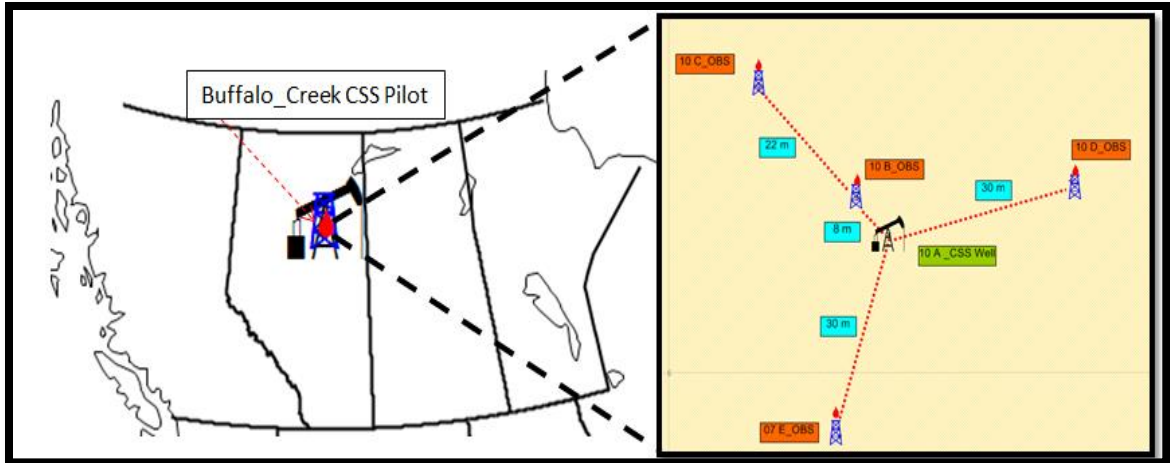 Buffalo_Creek CSS Pilot
10 C_OBS
10 D_OBS
22 m
10 B_OBS
30 m
8 m
10 A _CSS Well
30 m
07 E_OBS